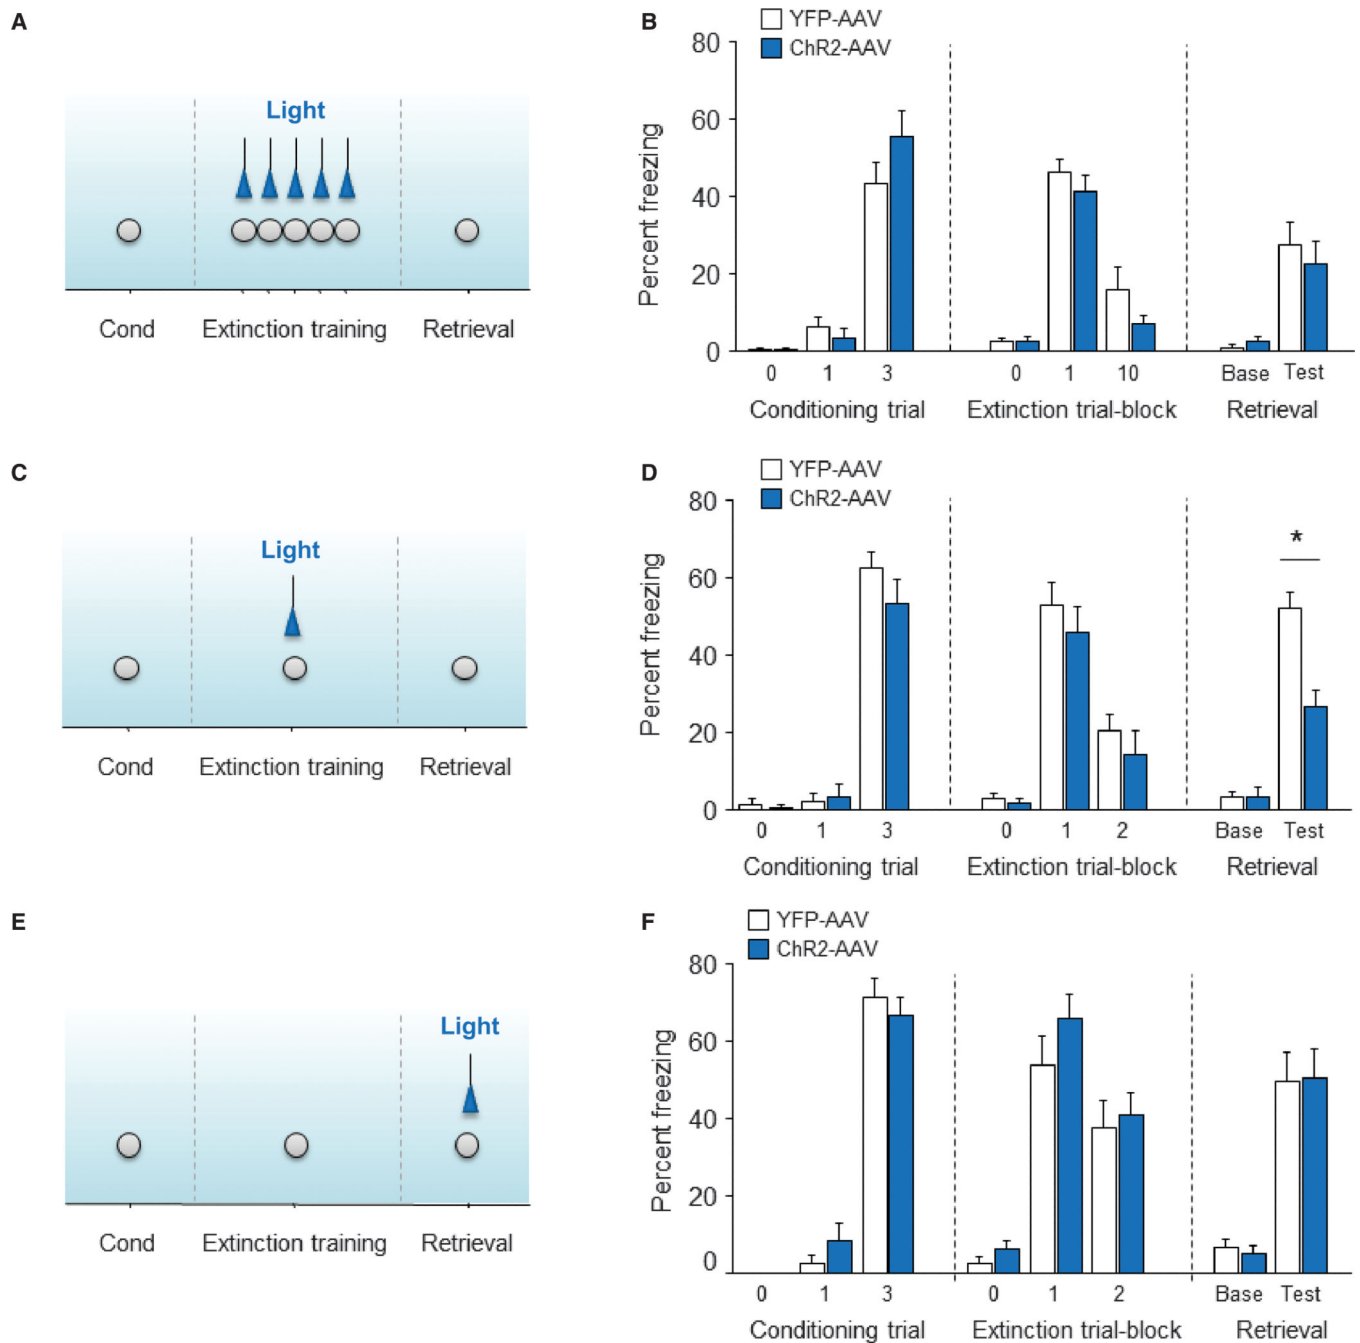 A
Light
Cond Extinction training Retrieval
B
YFP-AAV
ChR2-AAV
Percent freezing
80
60
40
20
0
0 1 3 0 1 10 Base Test
Conditioning trial Extinction trial-block Retrieval
C
Light
Cond Extinction training Retrieval
D
YFP-AAV
ChR2-AAV
Percent freezing
80
60
40
20
0
*
0 1 3 0 1 2 Base Test
Conditioning trial Extinction trial-block Retrieval
E
Light
Cond Extinction training Retrieval
F
YFP-AAV
ChR2-AAV
Percent freezing
80
60
40
20
0
0 1 3 0 1 2 Base Test
Conditioning trial Extinction trial-block Retrieval